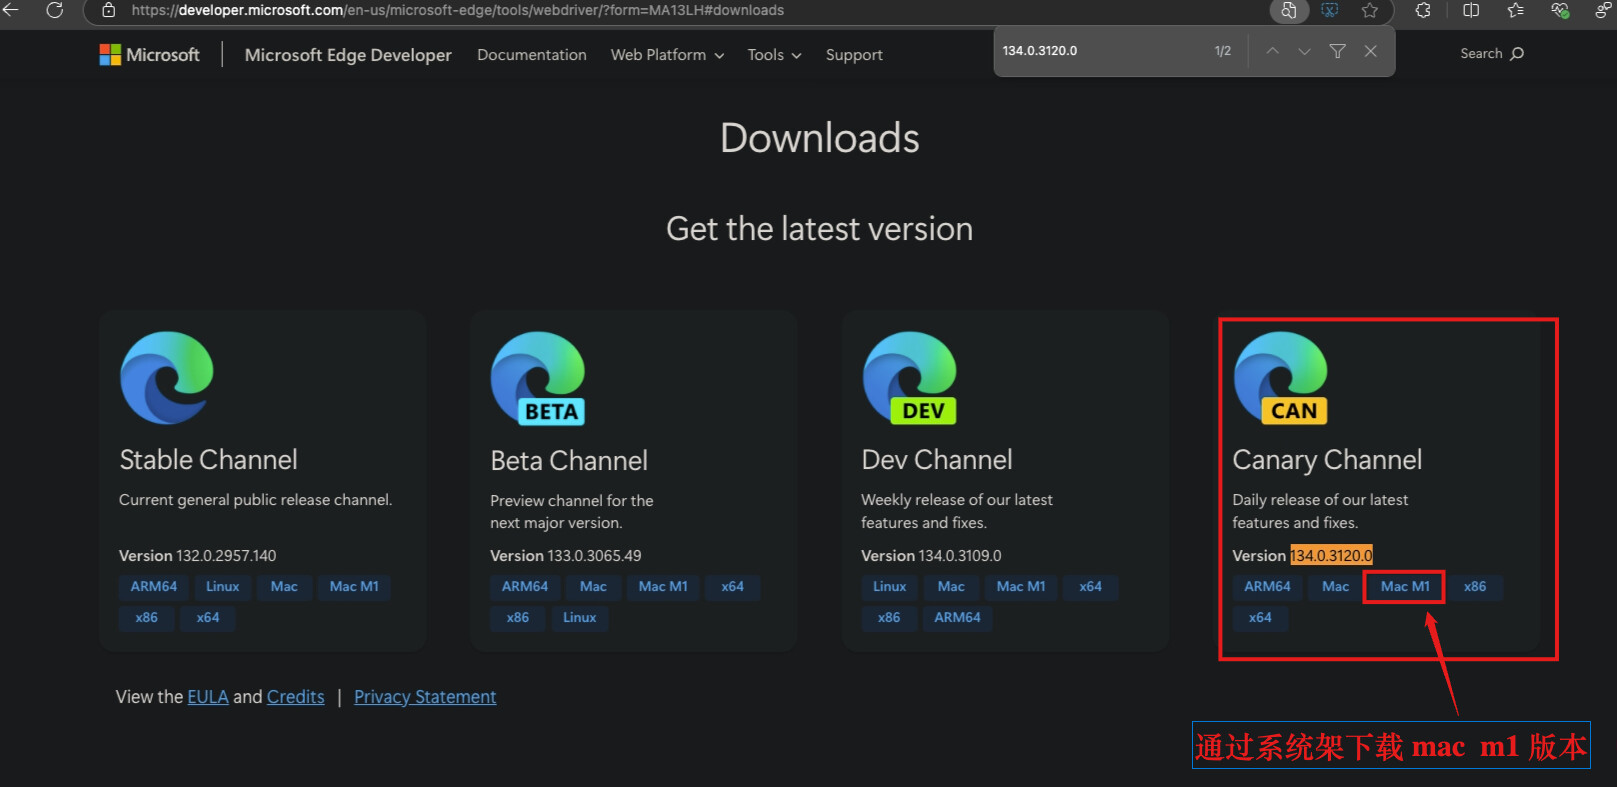 https://developer.microsoft.com/en-us/microsoft-edge/tools/webdriver/?form=MA13LH#downloads
Microsoft | Microsoft Edge Developer Documentation Web Platform Tools Support
134.0.3120.0 1/2
Search
Downloads
Get the latest version
Stable Channel
Current general public release channel.
Version 132.0.2957.140
ARM64 Linux Mac Mac M1
x86 x64
BETA
Beta Channel
Preview channel for the
next major version.
Version 133.0.3065.49
ARM64 Mac Mac M1 x64
x86 Linux
DEV
Dev Channel
Weekly release of our latest
features and fixes.
Version 134.0.3109.0
Linux Mac Mac M1 x64
x86 ARM64
CAN
Canary Channel
Daily release of our latest
features and fixes.
Version 134.0.3120.0
ARM64 Mac Mac M1 x86
x64
View the EULA and Credits | Privacy Statement
通过系统架下载 mac m1 版本